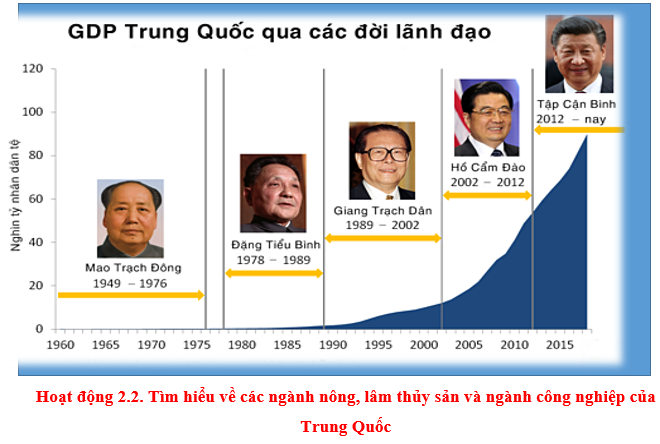 GDP Trung Quốc qua các đời lãnh đạo
Nghìn tỷ nhân dân tệ
120
100
80
60
40
20
0
Mao Trạch Đông
1949 – 1976
Đặng Tiểu Bình
1978 – 1989
Giang Trạch Dân
1989 – 2002
Hồ Cẩm Đào
2002 – 2012
Tập Cận Bình
2012 – nay
1960 1965 1970 1975 1980 1985 1990 1995 2000 2005 2010 2015
Hoạt động 2.2. Tìm hiểu về các ngành nông, lâm thủy sản và ngành công nghiệp của
Trung Quốc